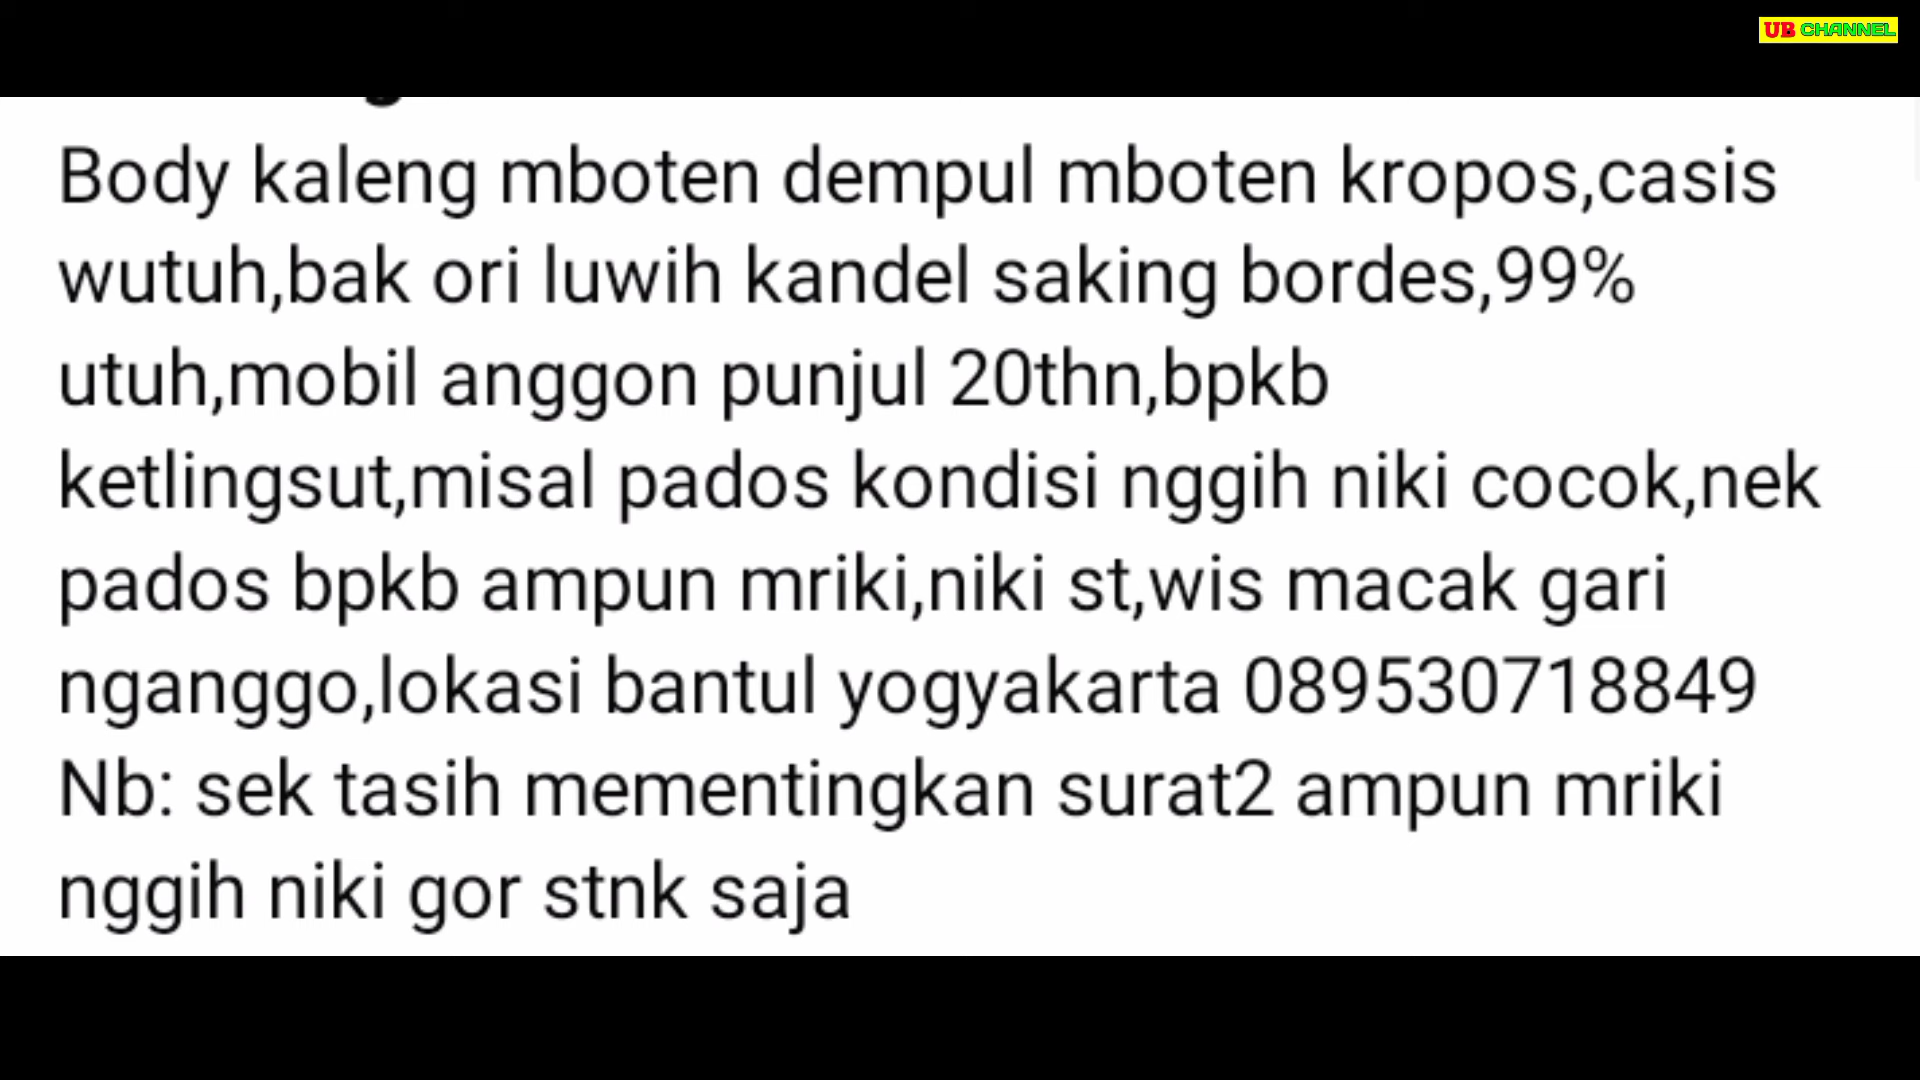 UB CHANNEL
Body kaleng mboten dempul mboten kropos,casis
wutuh,bak ori luwih kandel saking bordes,99%
utuh,mobil anggon punjul 20thn,bpkb
ketlingsut,misal pados kondisi nggih niki cocok,nek
pados bpkb ampun mriki,niki st,wis macak gari
nganggo,lokasi bantul yogyakarta 089530718849
Nb: sek tasih mementingkan surat2 ampun mriki
nggih niki gor stnk saja